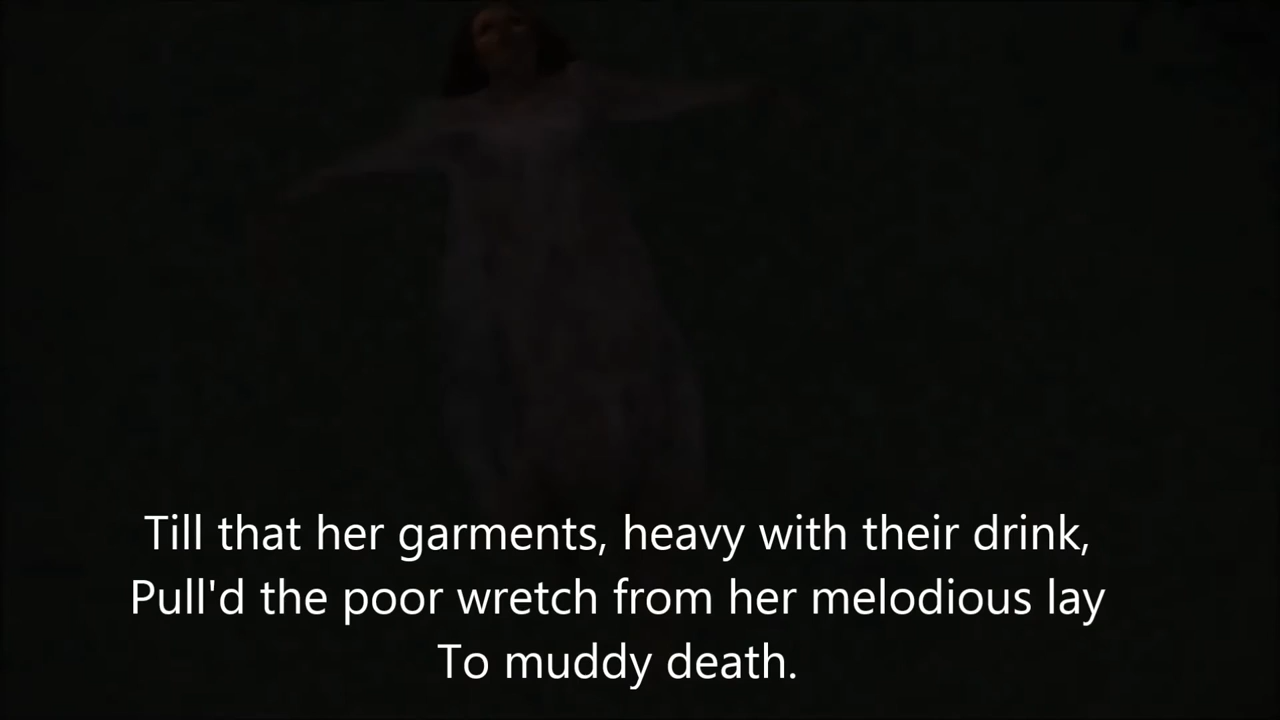 Till that her garments, heavy with their drink,
Pull'd the poor wretch from her melodious lay
To muddy death.